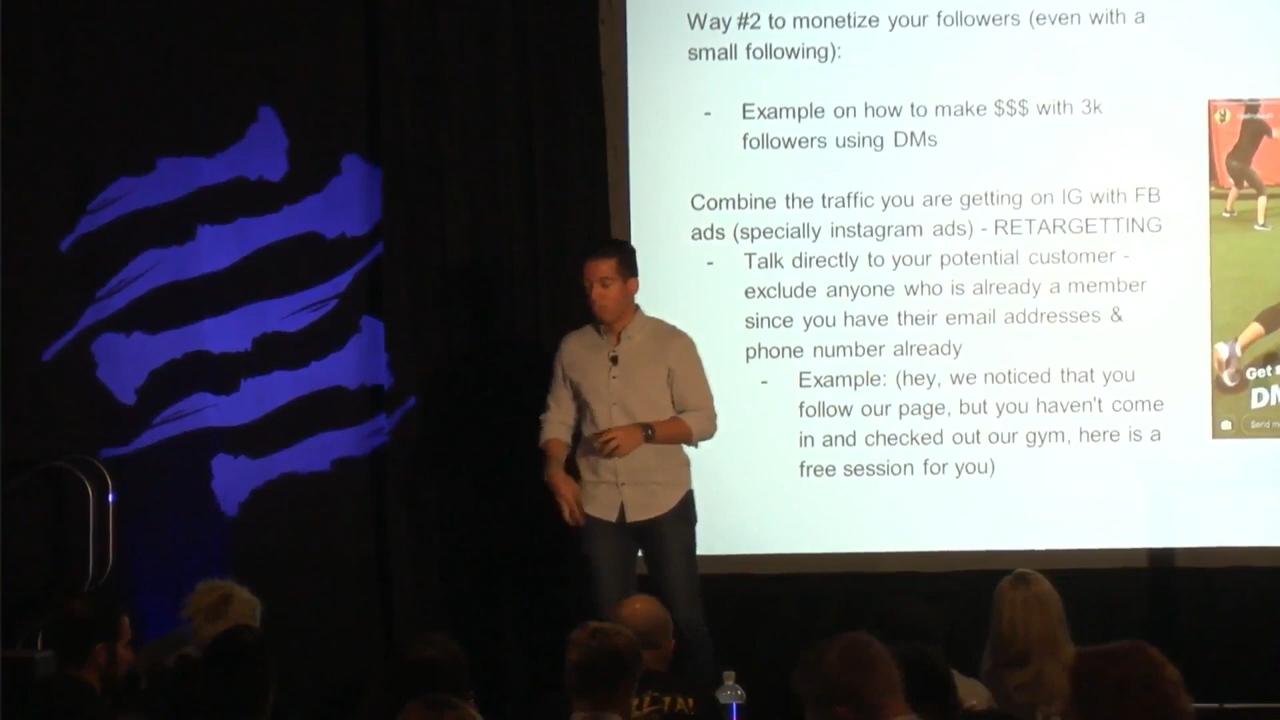 Way #2 to monetize your followers (even with a
small following):
- Example on how to make $$$ with 3k
followers using DMs
Combine the traffic you are getting on IG with FB
ads (specially instagram ads) - RETARGETTING
- Talk directly to your potential customer -
exclude anyone who is already a member
since you have their email addresses &
phone number already
- Example: (hey, we noticed that you
follow our page, but you haven't come
in and checked out our gym, here is a
free session for you)
Get
Send